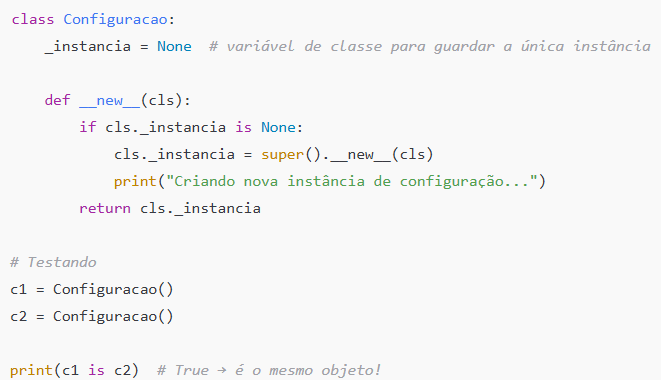 class Configuracao:
    _instancia = None  # variável de classe para guardar a única instância

    def __new__(cls):
        if cls._instancia is None:
            cls._instancia = super().__new__(cls)
            print("Criando nova instância de configuração...")
        return cls._instancia

# Testando
c1 = Configuracao()
c2 = Configuracao()

print(c1 is c2)  # True → é o mesmo objeto!